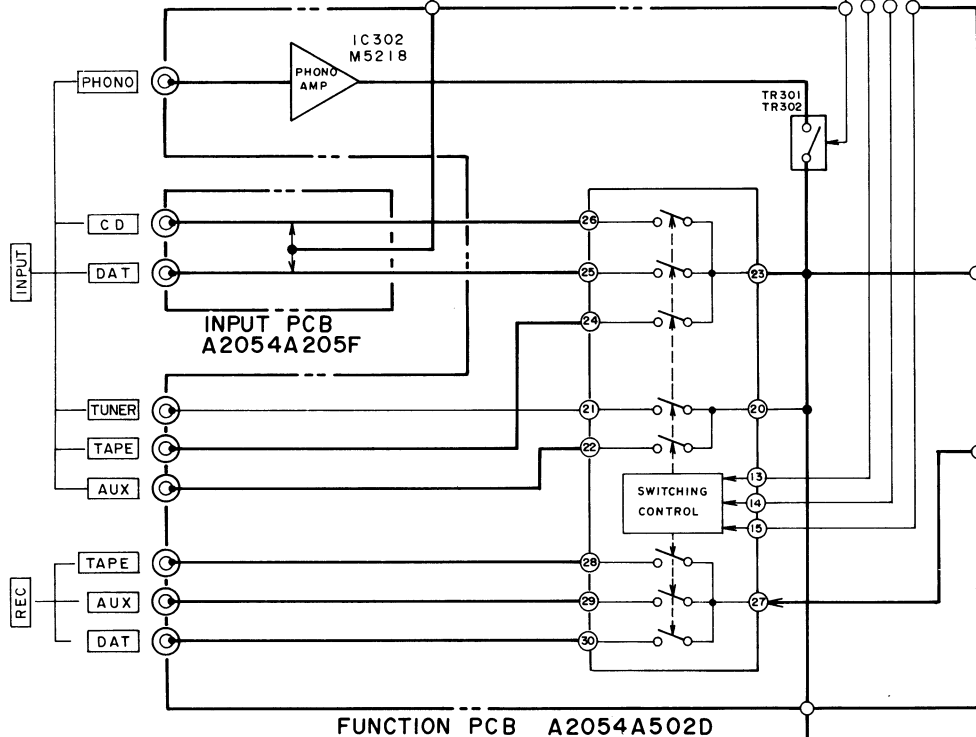 IC302
M5218
PHONO
PHONO
AMP
TR301
TR302
INPUT
CD
26
DAT
25
23
24
INPUT PCB
A2054A205F
TUNER
21
20
TAPE
22
AUX
SWITCHING
CONTROL
13
14
15
REC
TAPE
28
AUX
29
27
DAT
30
FUNCTION PCB A2054A502D